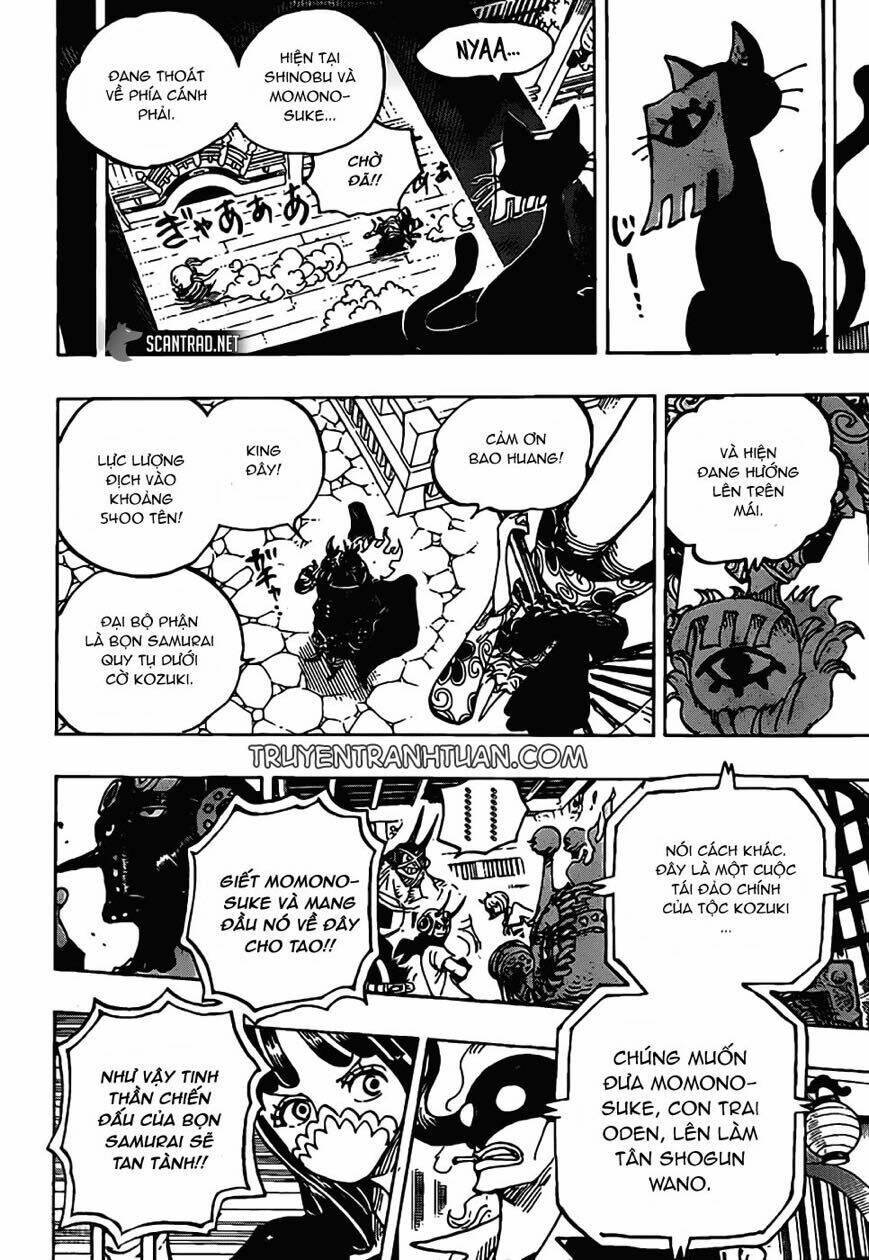 NYAA...
HIỆN TẠI
SHINOBU VÀ
MOMONO-
SUKE...
ĐANG THOÁT
VỀ PHÍA CÁNH
PHẢI.
CHỜ
ĐÃ!!
ぎゃあああああ
じー…
SCANTRAD.NET
VÀ HIỆN
ĐANG HƯỚNG
LÊN TRÊN
MÁI.
CẢM ƠN
BAO HUANG!
KING
ĐÂY!
LỰC LƯỢNG
ĐỊCH VÀO
KHOẢNG
5400 TÊN!
ĐẠI BỘ PHẬN
LÀ BỌN SAMURAI
QUY TỤ DƯỚI
CỜ KOZUKI.
TRUYENTRANHTUAN.COM
NÓI CÁCH KHÁC.
ĐÂY LÀ MỘT CUỘC
TÁI ĐẢO CHÍNH
CỦA TỘC KOZUKI
...
CHÚNG MUỐN
ĐƯA MOMONO-
SUKE, CON TRAI
ODEN, LÊN LÀM
TÂN SHOGUN
WANO.
GIẾT MOMONO-
SUKE VÀ MANG
ĐẦU NÓ VỀ ĐÂY
CHO TAO!!
NHƯ VẬY TINH
THẦN CHIẾN
ĐẤU CỦA BỌN
SAMURAI SẼ
TAN TÀNH!!